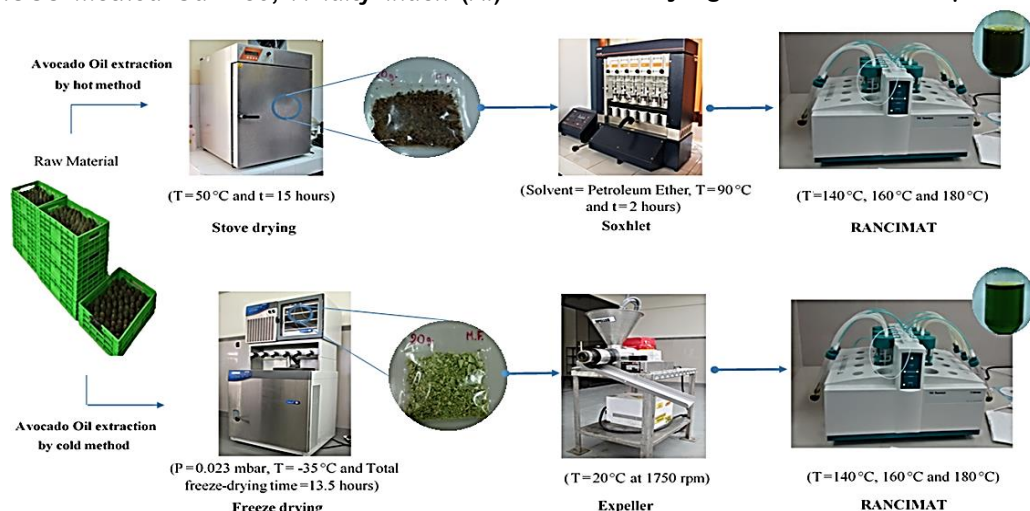 Avocado Oil extraction
by hot method
Raw Material
(T=50°C and t=15 hours)
Stove drying
(Solvent= Petroleum Ether, T=90°C
and t=2 hours)
Soxhlet
(T=140°C, 160°C and 180°C)
RANCIMAT
Avocado Oil extraction
by cold method
90g. M.F.
(P=0.023 mbar, T= -35°C and Total
freeze-drying time =13.5 hours)
Freeze drying
(T=20°C at 1750 rpm)
Expeller
(T=140°C, 160°C and 180°C)
RANCIMAT